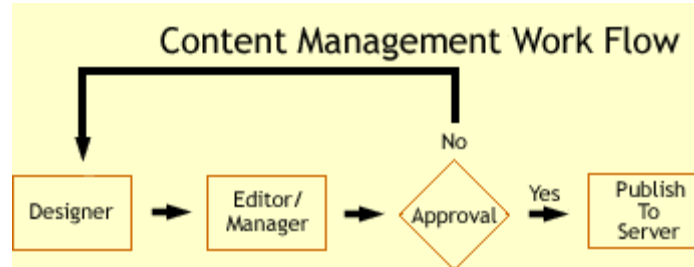 Content Management Work Flow
No
Designer
Editor/
Manager
Approval
Yes
Publish
To
Server